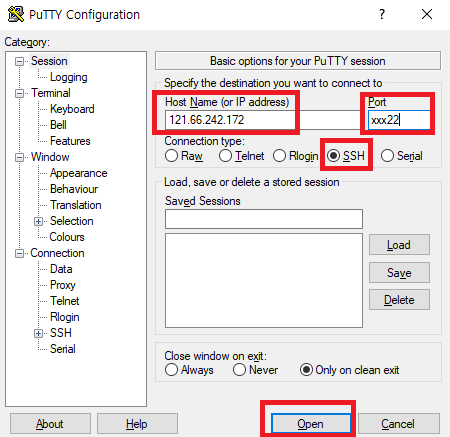 PuTTY Configuration
?
Category:
Session
Logging
Terminal
Keyboard
Bell
Features
Window
Appearance
Behaviour
Translation
Selection
Colours
Connection
Data
Proxy
Telnet
Rlogin
SSH
Serial
Basic options for your PuTTY session
Specify the destination you want to connect to
Host Name (or IP address) Port
121.66.242.172 xxx22
Connection type:
Raw Telnet Rlogin SSH Serial
Load, save or delete a stored session
Saved Sessions
Load
Save
Delete
Close window on exit:
Always Never Only on clean exit
About Help Open Cancel